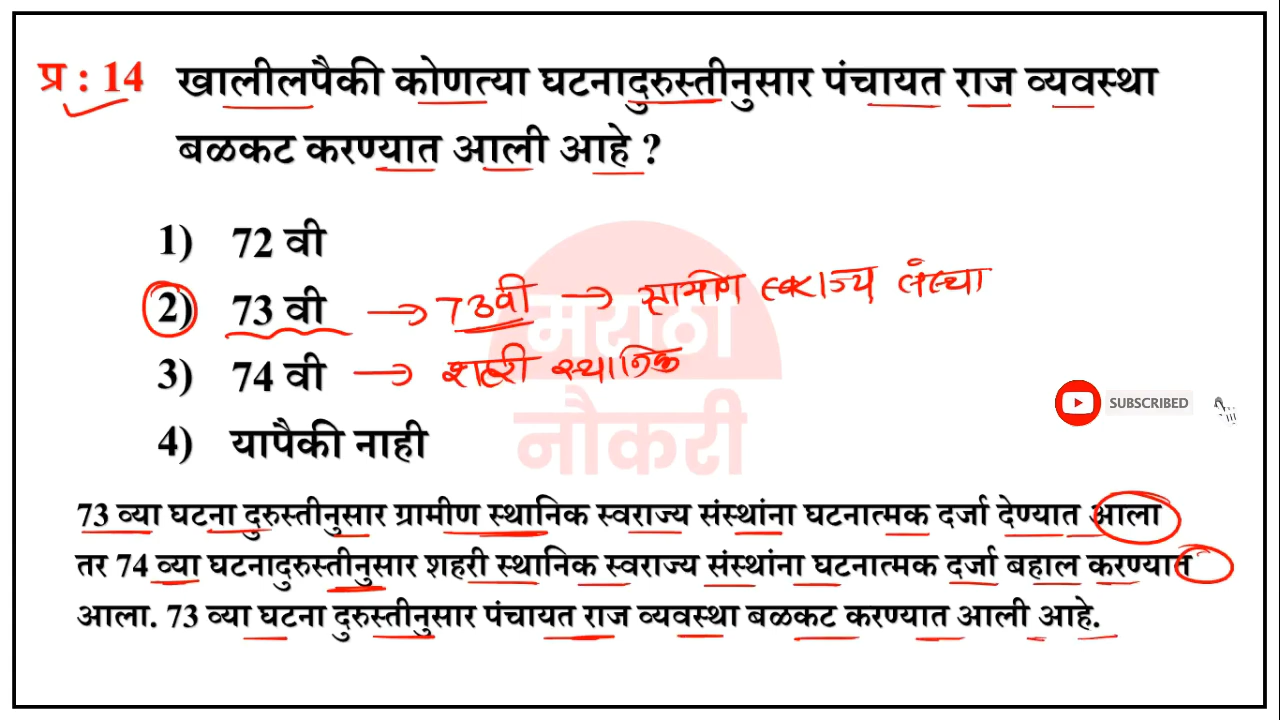 प्र : 14 खालीलपैकी कोणत्या घटनादुरुस्तीनुसार पंचायत राज व्यवस्था
बळकट करण्यात आली आहे ?
1) 72 वी
2) 73 वी → 73वी → ग्रामीण स्वराज्य संस्था
3) 74 वी → शहरी स्थानिक
4) यापैकी नाही
मराठा
नौकरी
SUBSCRIBED
73 व्या घटना दुरुस्तीनुसार ग्रामीण स्थानिक स्वराज्य संस्थांना घटनात्मक दर्जा देण्यात आला
तर 74 व्या घटनादुरुस्तीनुसार शहरी स्थानिक स्वराज्य संस्थांना घटनात्मक दर्जा बहाल करण्यात
आला. 73 व्या घटना दुरुस्तीनुसार पंचायत राज व्यवस्था बळकट करण्यात आली आहे.